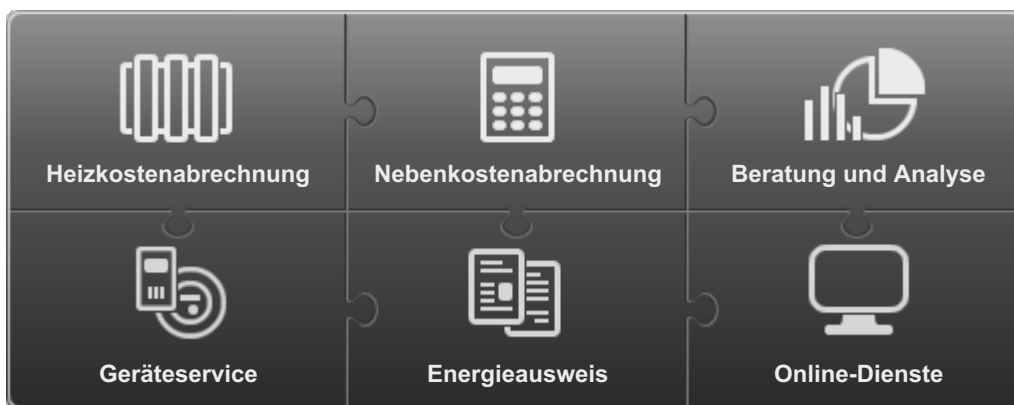 Heizkostenabrechnung
Nebenkostenabrechnung
Beratung und Analyse
Geräteservice
Energieausweis
Online-Dienste